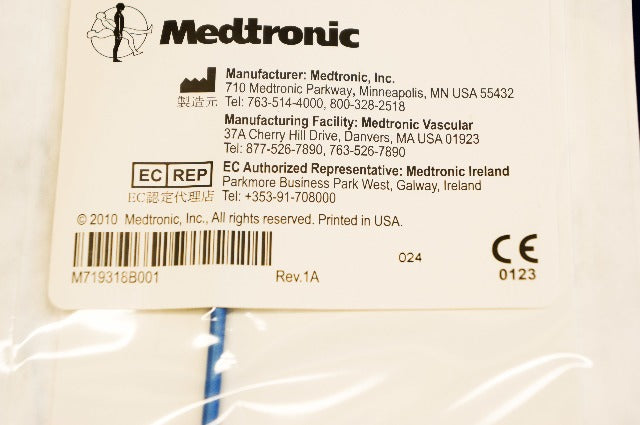 Medtronic
Manufacturer: Medtronic, Inc.
710 Medtronic Parkway, Minneapolis, MN USA 55432
製造元 Tel: 763-514-4000, 800-328-2518
Manufacturing Facility: Medtronic Vascular
37A Cherry Hill Drive, Danvers, MA USA 01923
Tel: 877-526-7890, 763-526-7890
EC REP EC Authorized Representative: Medtronic Ireland
Parkmore Business Park West, Galway, Ireland
EC認定代理店 Tel: +353-91-708000
© 2010 Medtronic, Inc., All rights reserved. Printed in USA.
024 CE
M719318B001 Rev.1A 0123